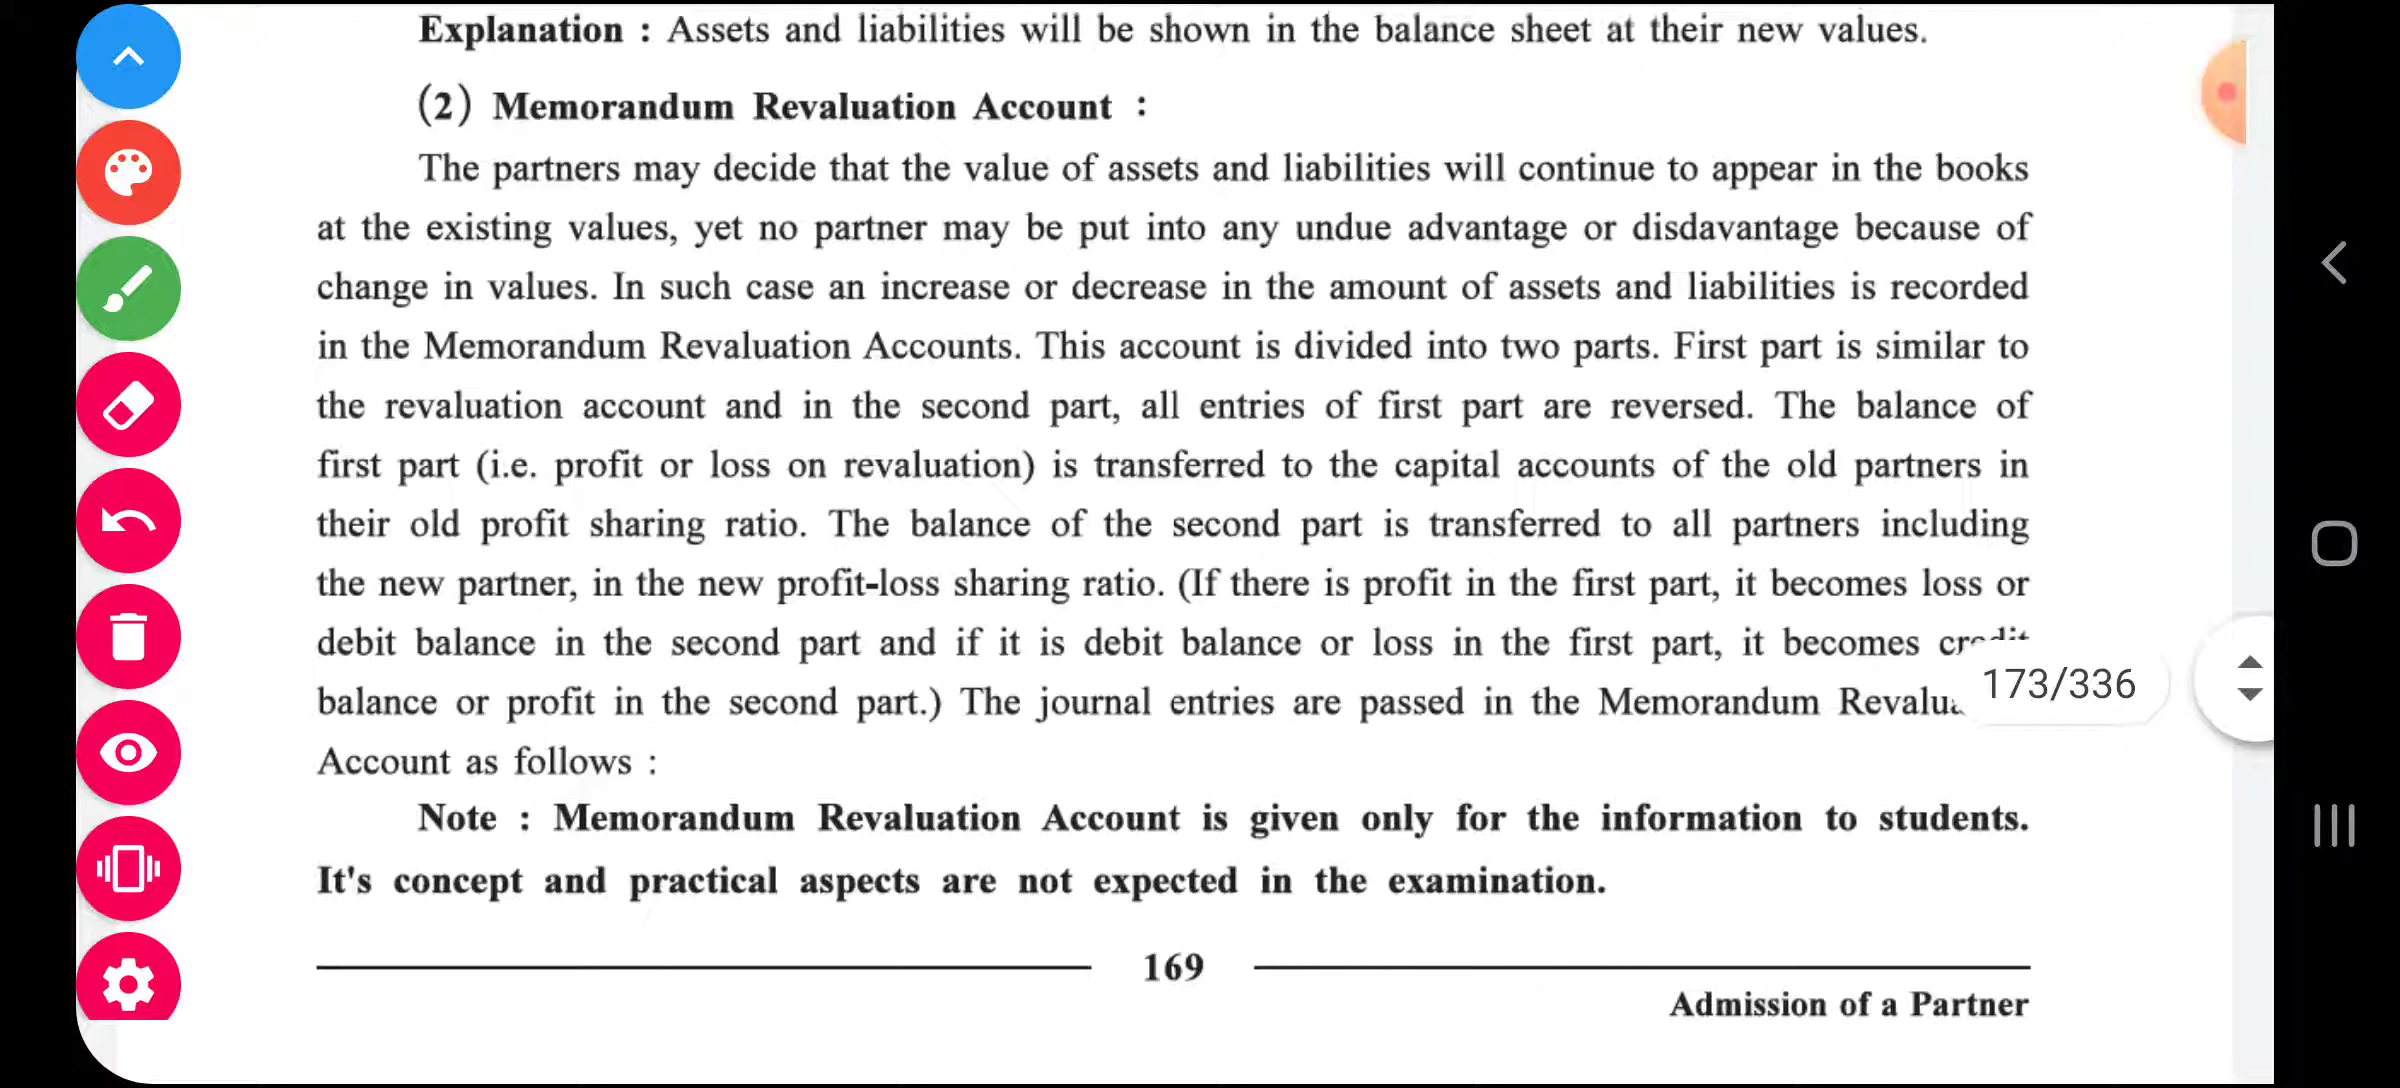 Explanation : Assets and liabilities will be shown in the balance sheet at their new values.
(2) Memorandum Revaluation Account :
The partners may decide that the value of assets and liabilities will continue to appear in the books
at the existing values, yet no partner may be put into any undue advantage or disdavantage because of
change in values. In such case an increase or decrease in the amount of assets and liabilities is recorded
in the Memorandum Revaluation Accounts. This account is divided into two parts. First part is similar to
the revaluation account and in the second part, all entries of first part are reversed. The balance of
first part (i.e. profit or loss on revaluation) is transferred to the capital accounts of the old partners in
their old profit sharing ratio. The balance of the second part is transferred to all partners including
the new partner, in the new profit-loss sharing ratio. (If there is profit in the first part, it becomes loss or
debit balance in the second part and if it is debit balance or loss in the first part, it becomes credit
balance or profit in the second part.) The journal entries are passed in the Memorandum
173/336
Account as follows :
Note : Memorandum Revaluation Account is given only for the information to students.
It's concept and practical aspects are not expected in the examination.
169
Admission of a Partner